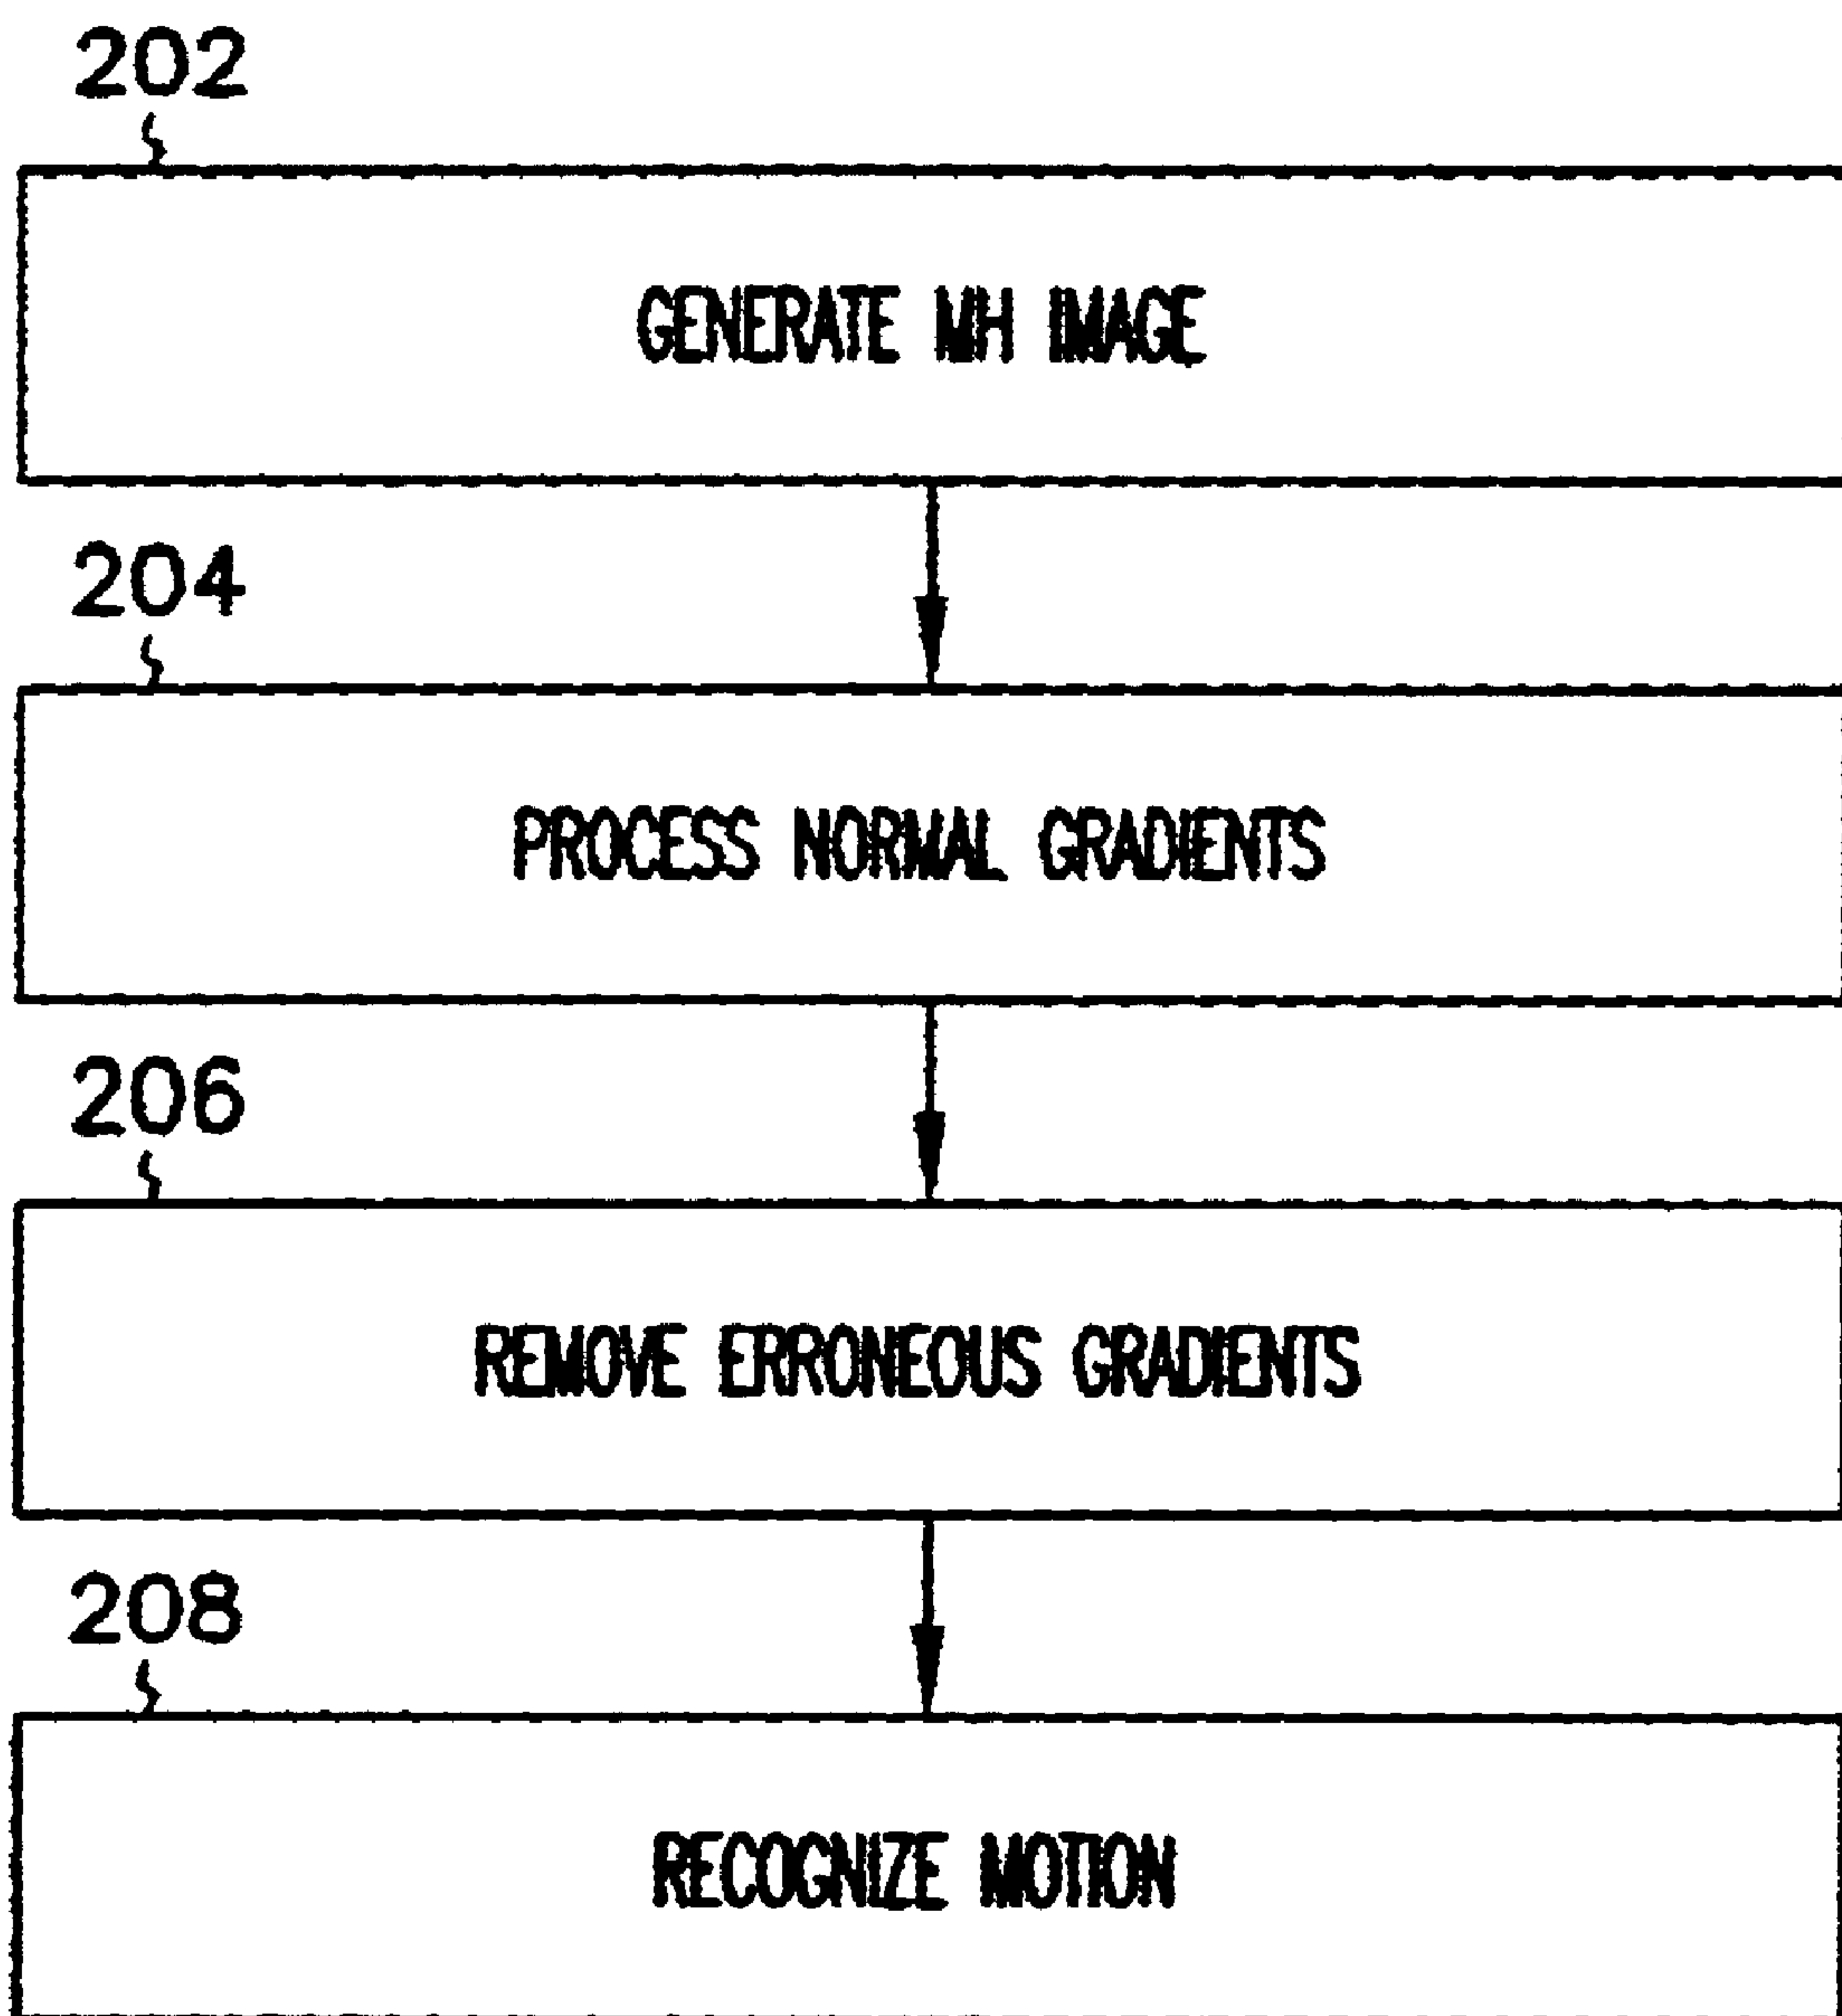 202
GENERATE MH IMAGE
204
PROCESS NORMAL GRADIENTS
206
REMOVE ERRONEOUS GRADIENTS
208
RECOGNIZE MOTION